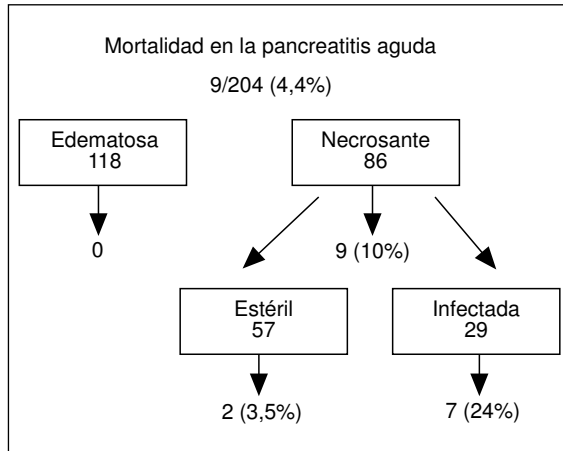 Mortalidad en la pancreatitis aguda
9/204 (4,4%)
Edematosa
118
Necrosante
86
0
9 (10%)
Estéril
57
Infectada
29
2 (3,5%)
7 (24%)